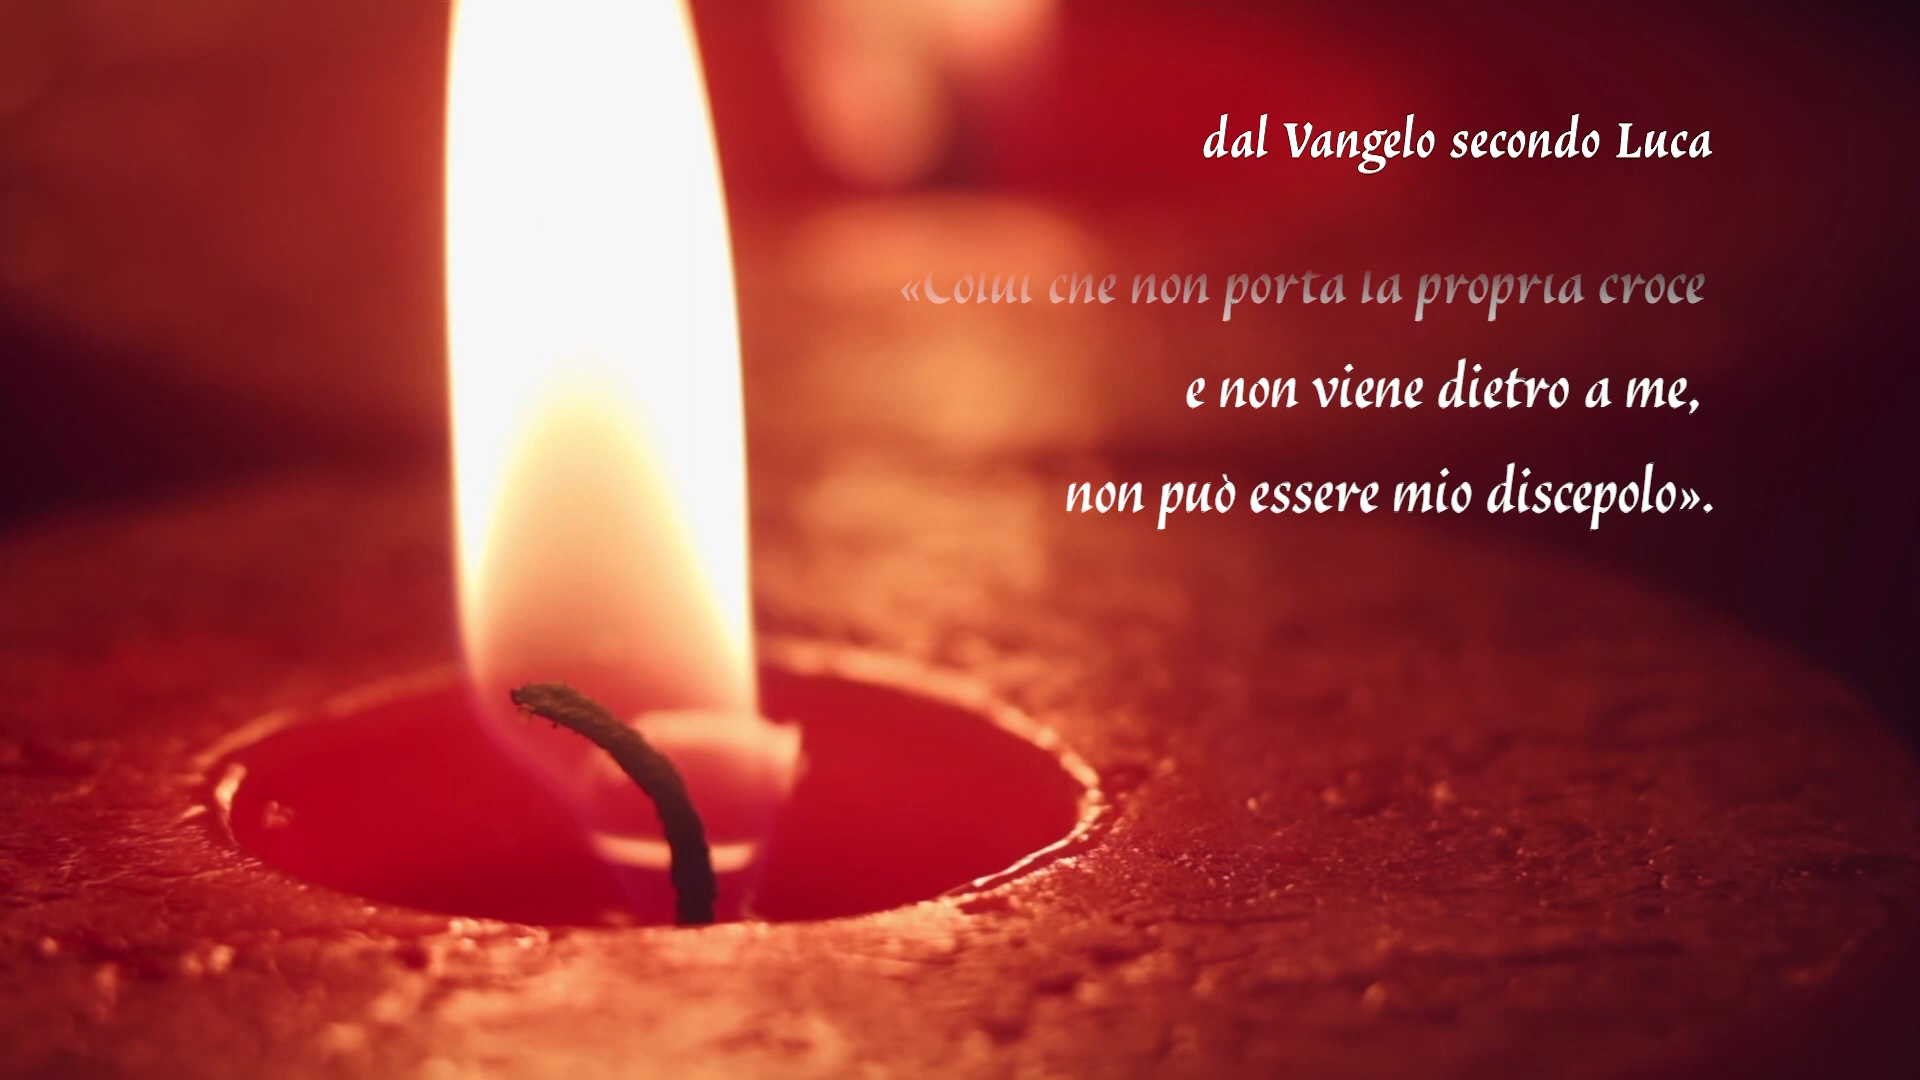 dal Vangelo secondo Luca
«Colui che non porta la propria croce
e non viene dietro a me,
non può essere mio discepolo».